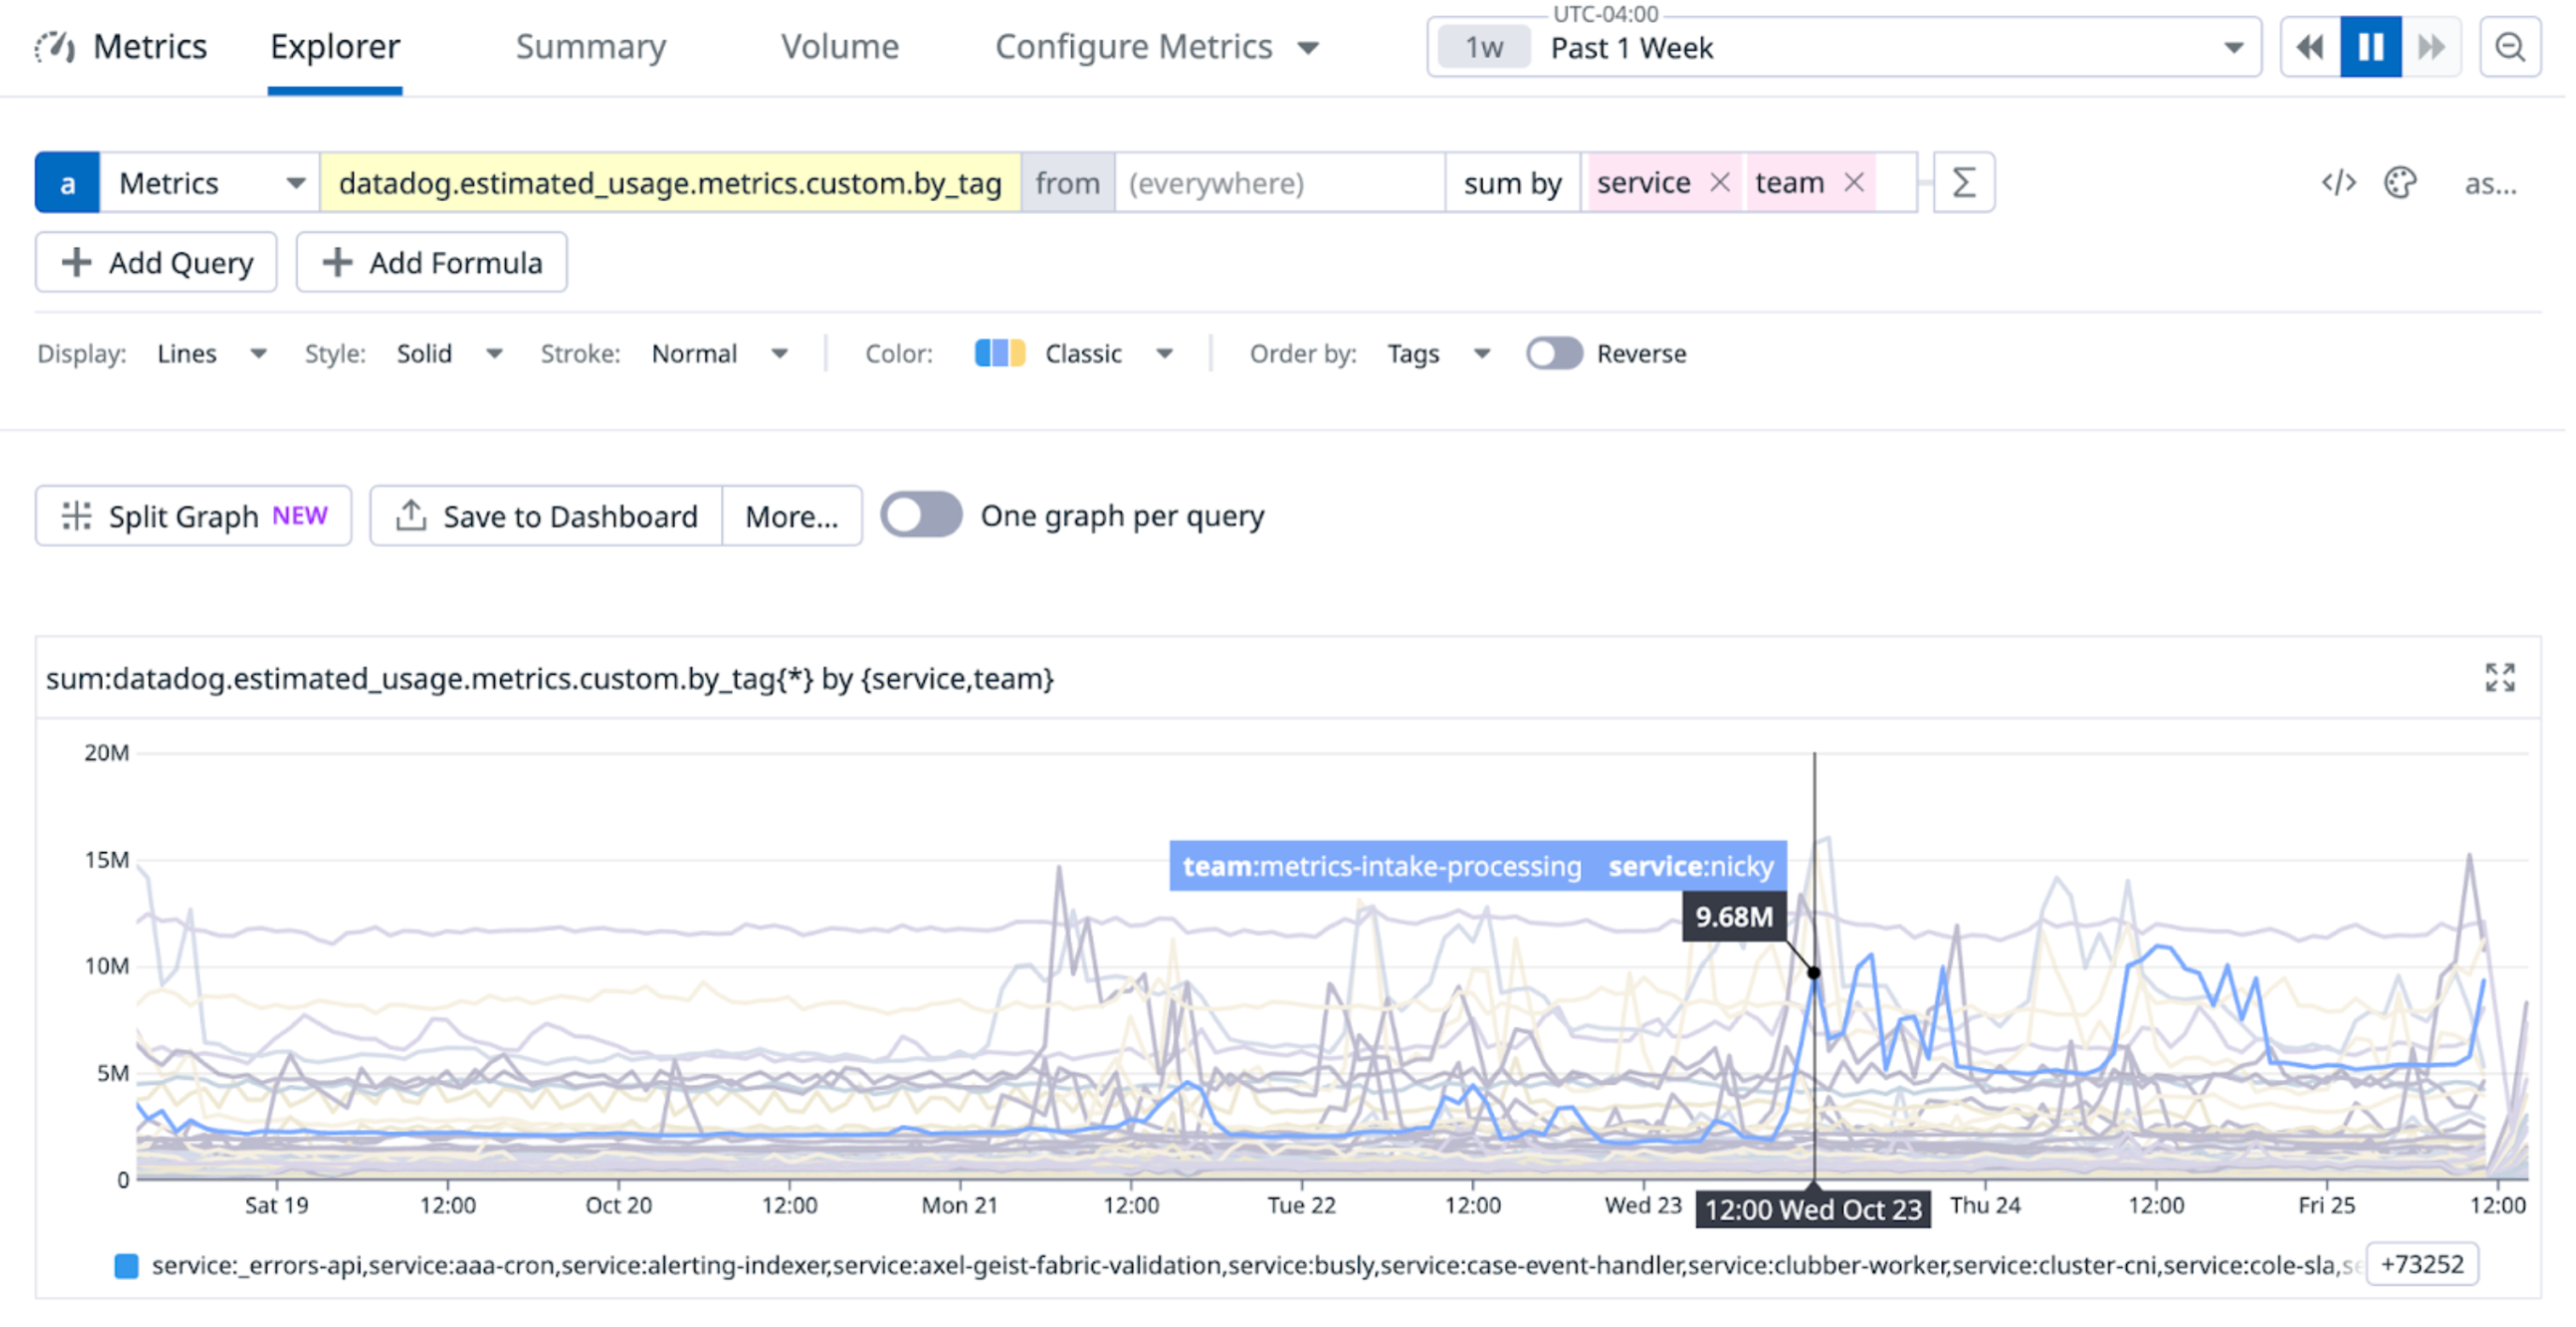 UTC-04:00
Metrics Explorer Summary Volume Configure Metrics 1w Past 1 Week
a Metrics datadog.estimated_usage.metrics.custom.by_tag from (everywhere) sum by service team Σ </> as...
Add Query Add Formula
Display: Lines Style: Solid Stroke: Normal Color: Classic Order by: Tags Reverse
Split Graph NEW Save to Dashboard More... One graph per query
sum:datadog.estimated_usage.metrics.custom.by_tag{*} by {service,team}
20M
15M
team:metrics-intake-processing service:nicky
9.68M
10M
5M
0
Sat 19 12:00 Oct 20 12:00 Mon 21 12:00 Tue 22 12:00 Wed 23 12:00 Wed Oct 23 Thu 24 12:00 Fri 25 12:00
service:_errors-api,service:aaa-cron,service:alerting-indexer,service:axel-geist-fabric-validation,service:busly,service:case-event-handler,service:clubber-worker,service:cluster-cni,service:cole-sla,se +73252